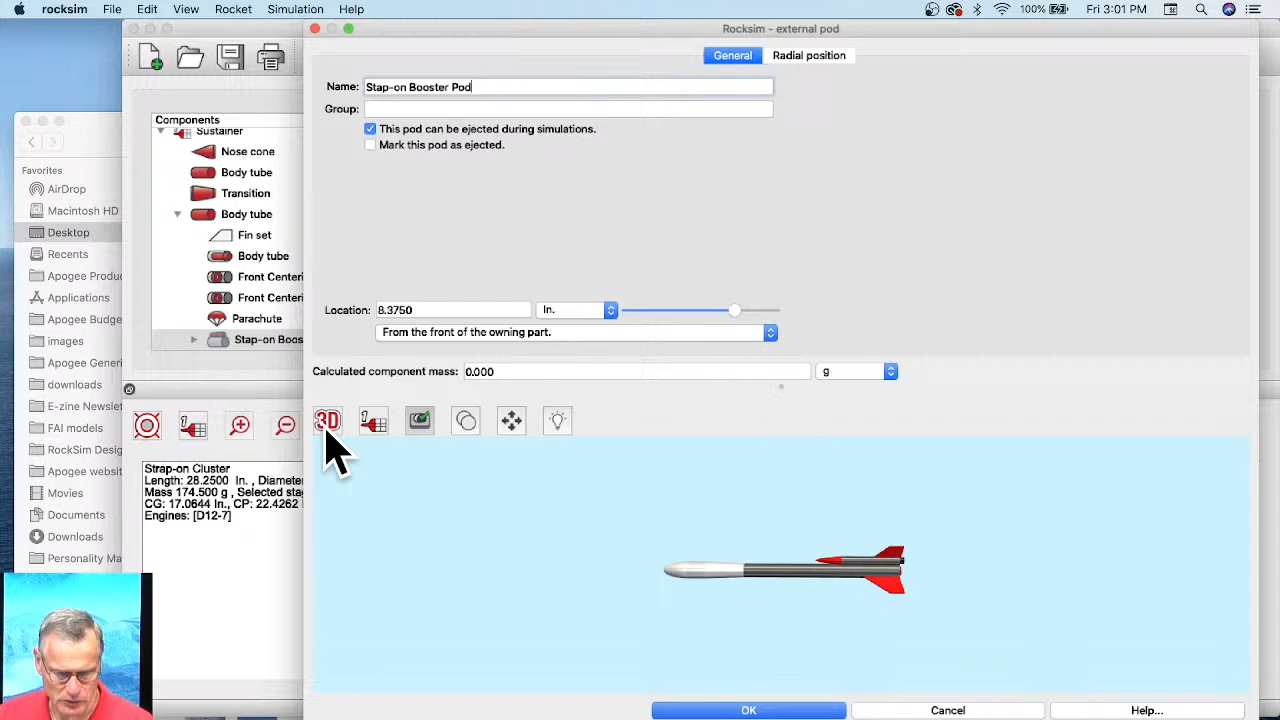 rocksim File Edit View Rocket Simulation Help 100% Fri 3:01 PM
Rocksim - external pod
General Radial position
Name: Stap-on Booster Pod
Group:
This pod can be ejected during simulations.
Mark this pod as ejected.
Components
Sustainer
Nose cone
Body tube
Transition
Body tube
Fin set
Body tube
Front Centeri
Front Centeri
Parachute
Stap-on Boos
Favorites
AirDrop
Macintosh HD
Desktop
Recents
Apogee Produ
Applications
Apogee Budge
images
Apogee Generi
downloads
E-zine Newslet
FAI models
RockSim Desig
Apogee websit
Movies
Documents
Downloads
Personality Ma
Location: 8.3750 In.
From the front of the owning part.
Calculated component mass: 0.000 g
3D
Strap-on Cluster
Length: 28.2500 In. , Diamete
Mass 174.500 g , Selected stag
CG: 17.0644 In., CP: 22.4262
Engines: [D12-7]
OK Cancel Help...